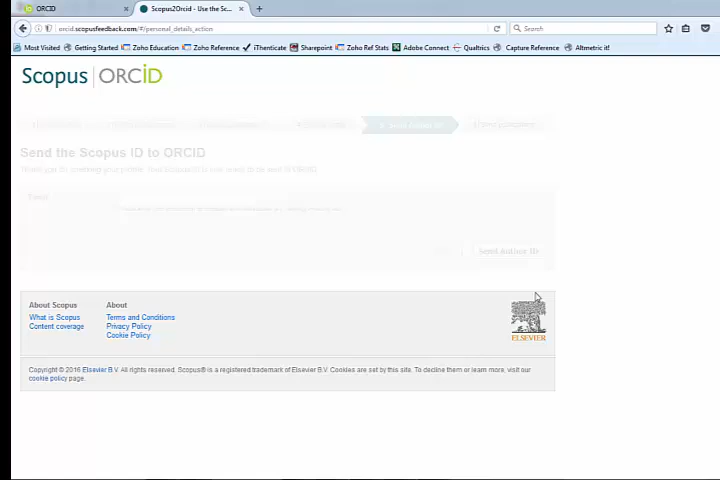 ORCID
Scopus2Orcid - Use the Sc...
orcid.scopusfeedback.com/#/personal_details_action
Search
Most Visited Getting Started Zoho Education Zoho Reference iThenticate Sharepoint Zoho Ref Stats Adobe Connect Qualtrics Capture Reference Altmetric it!
Scopus ORCiD
Send the Scopus ID to ORCID
Send Author ID
About Scopus
What is Scopus
Content coverage
About
Terms and Conditions
Privacy Policy
Cookie Policy
ELSEVIER
Copyright © 2016 Elsevier B.V. All rights reserved. Scopus® is a registered trademark of Elsevier B.V. Cookies are set by this site. To decline them or learn more, visit our
cookie policy page.